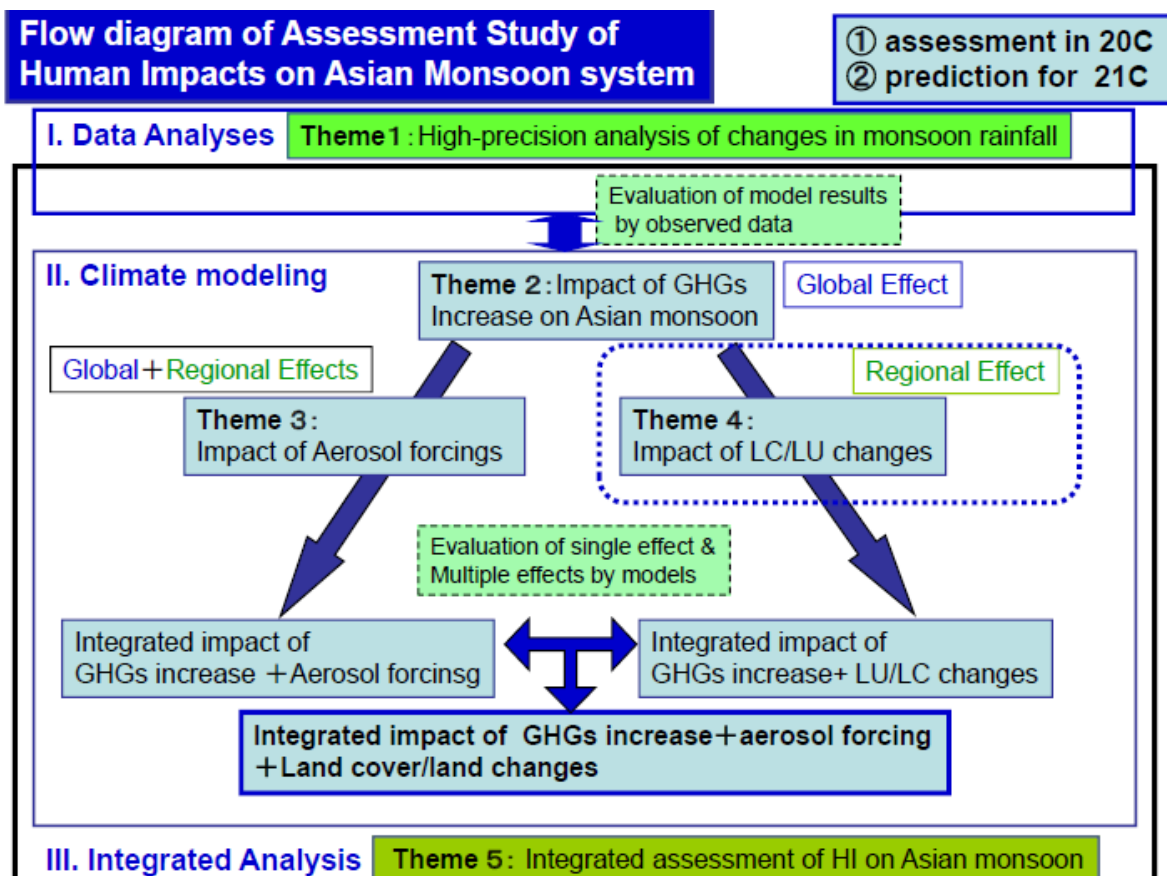 Flow diagram of Assessment Study of
Human Impacts on Asian Monsoon system
① assessment in 20C
② prediction for 21C
I. Data Analyses
Theme1:High-precision analysis of changes in monsoon rainfall
Evaluation of model results
by observed data
II. Climate modeling
Theme 2:Impact of GHGs
Increase on Asian monsoon
Global Effect
Global+Regional Effects
Regional Effect
Theme 3:
Impact of Aerosol forcings
Theme 4:
Impact of LC/LU changes
Evaluation of single effect &
Multiple effects by models
Integrated impact of
GHGs increase +Aerosol forcinsg
Integrated impact of
GHGs increase+ LU/LC changes
Integrated impact of GHGs increase+aerosol forcing
+Land cover/land changes
III. Integrated Analysis
Theme 5: Integrated assessment of HI on Asian monsoon